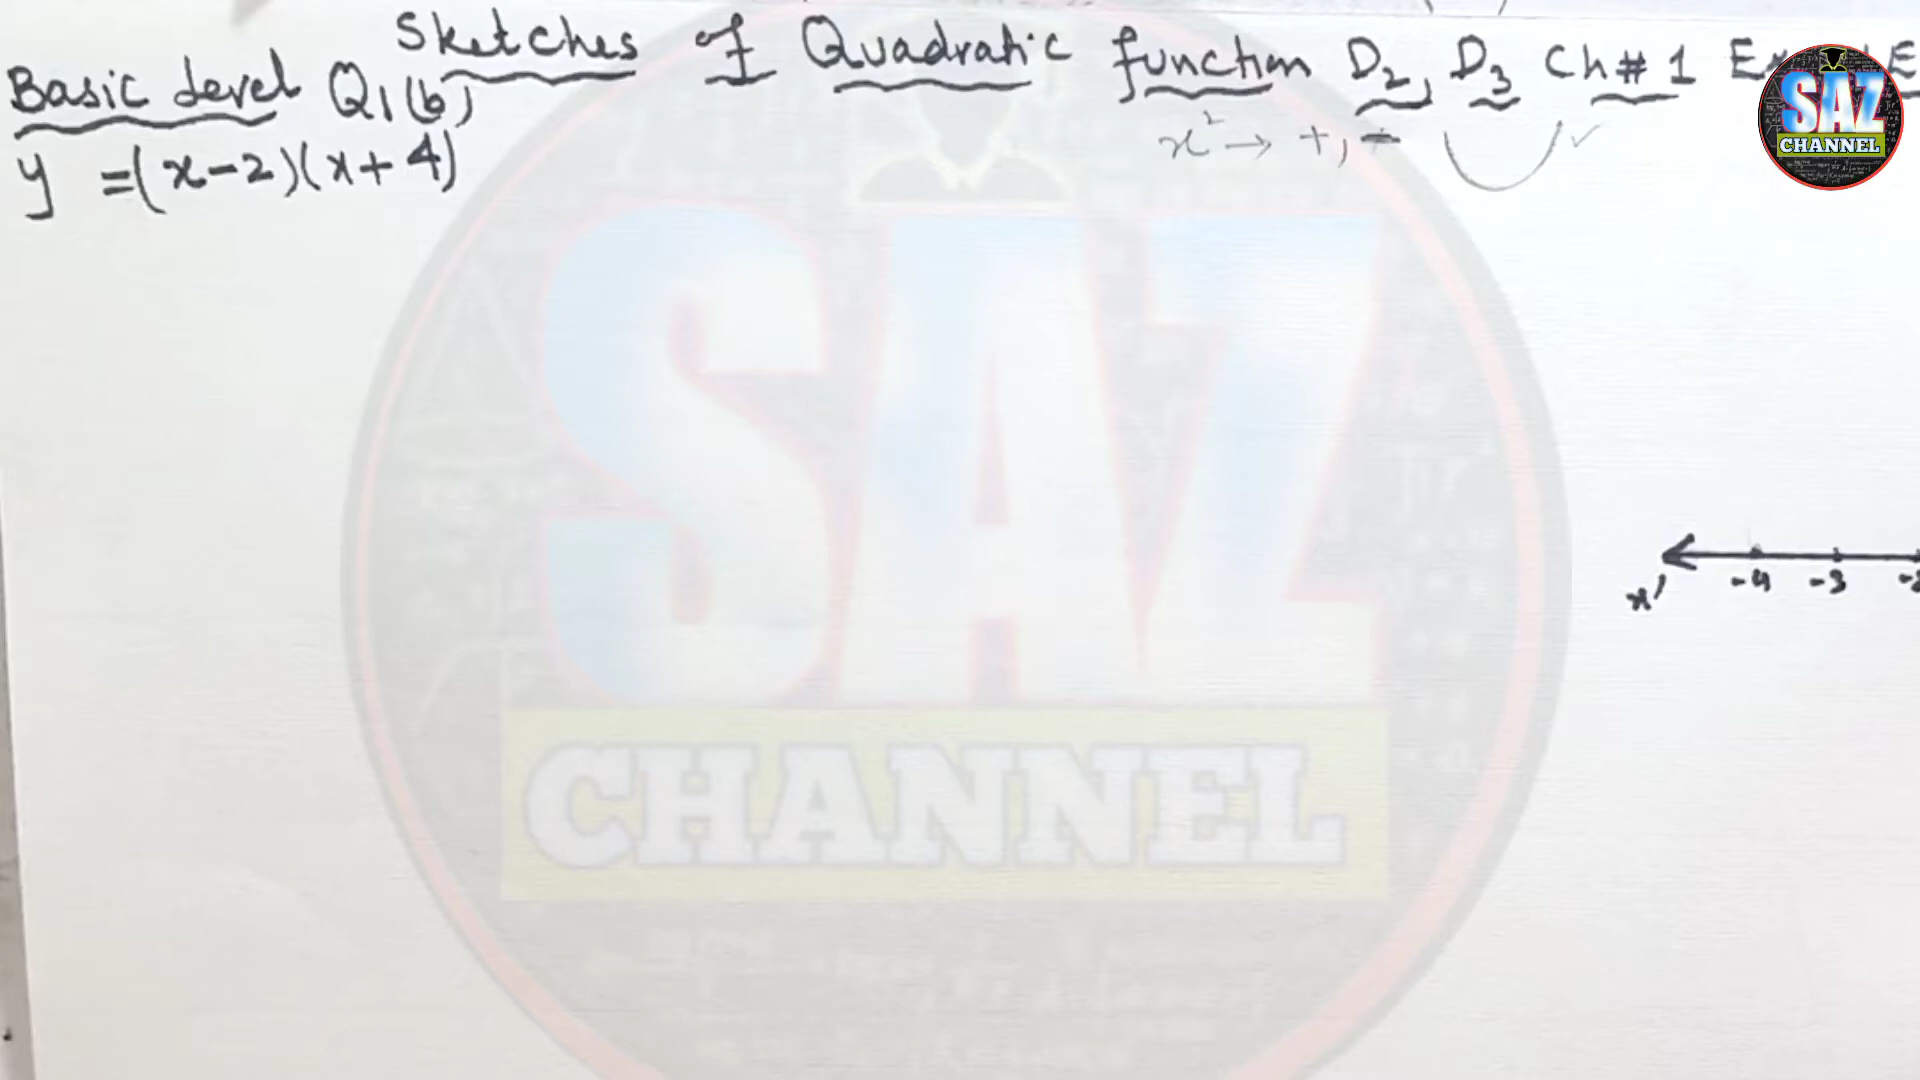 Sketches of Quadratic function D2, D3 Ch#1
Basic Level Q1(b)
x² → +, ✓
y = (x-2)(x+4)
SAZ
CHANNEL
SAZ
CHANNEL
x' -4 -3